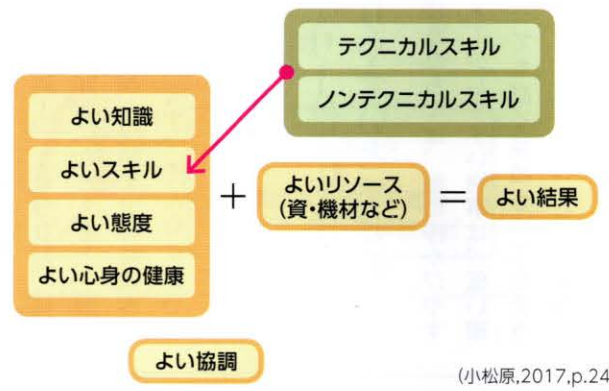 テクニカルスキル
ノンテクニカルスキル
よい知識
よいスキル
よい態度
よい心身の健康
+
よいリソース
(資・機材など)
=
よい結果
よい協調
(小松原,2017,p.24